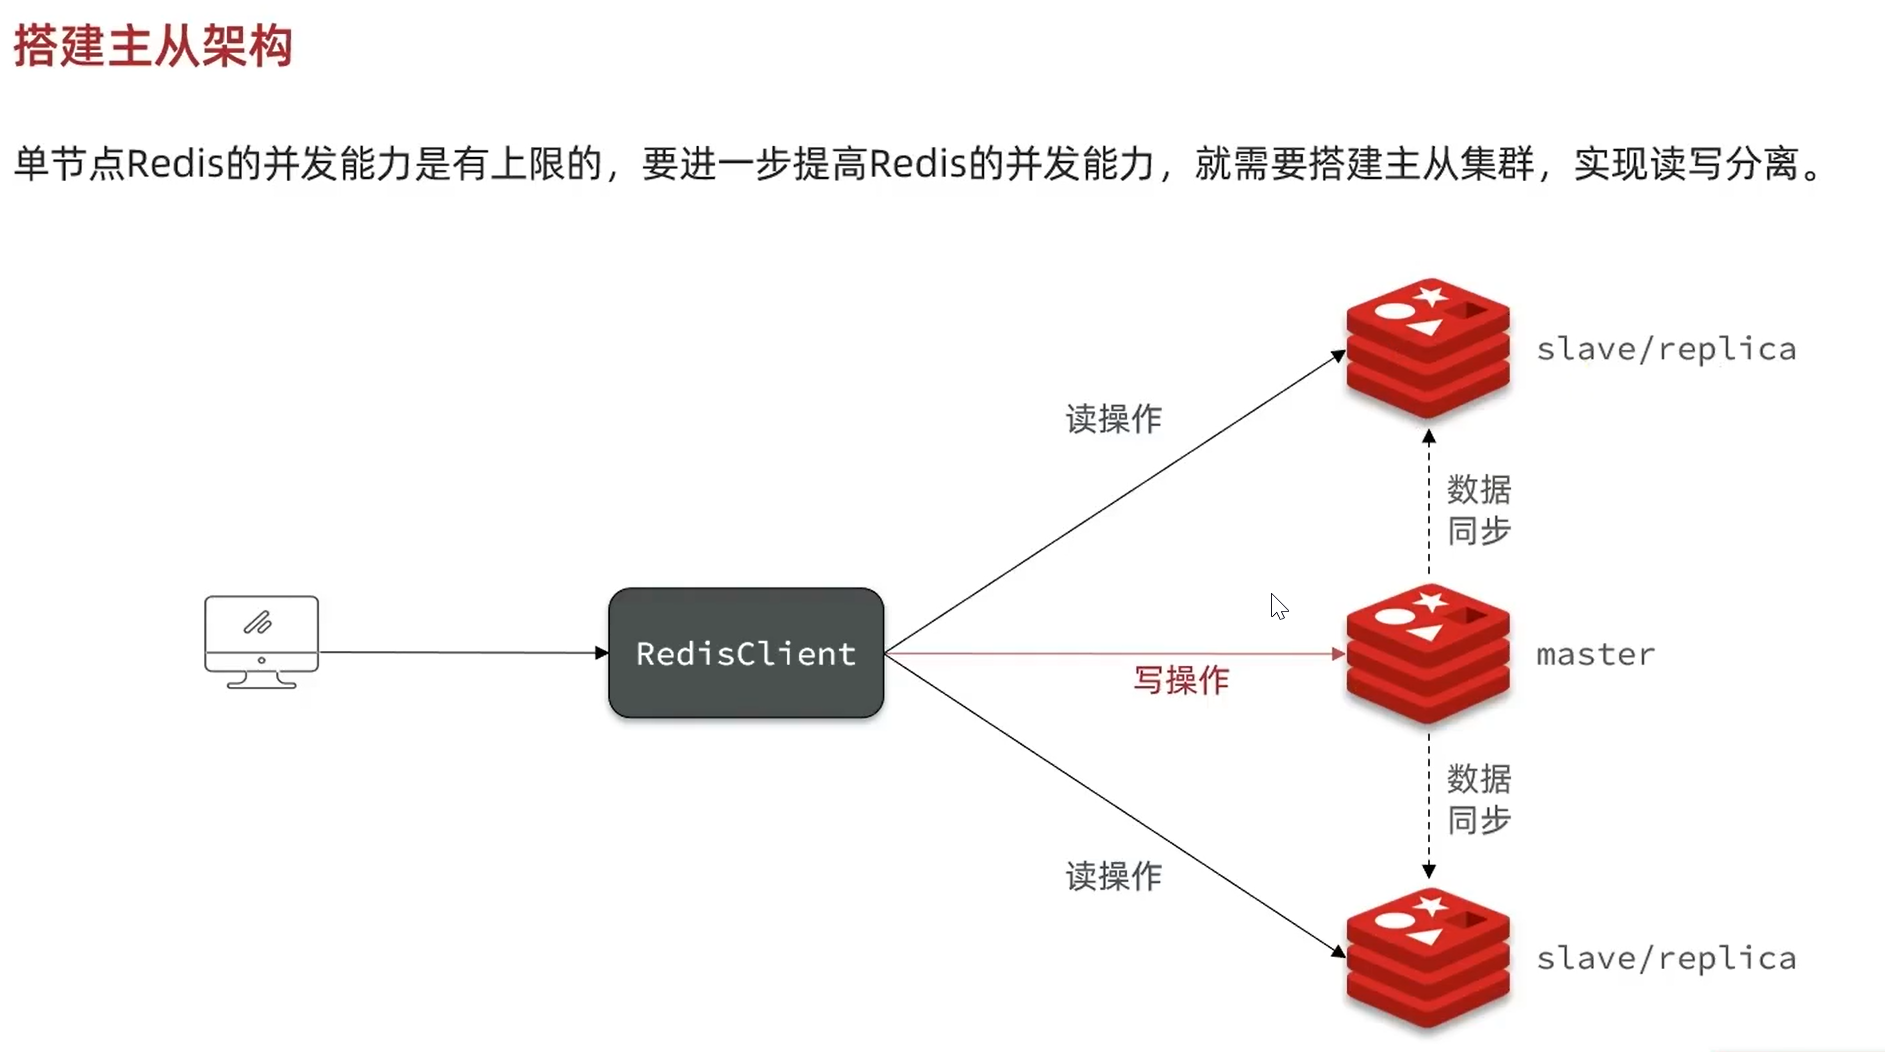 搭建主从架构
单节点Redis的并发能力是有上限的，要进一步提高Redis的并发能力，就需要搭建主从集群，实现读写分离。
slave/replica
读操作
数据
同步
RedisClient
写操作
master
数据
同步
读操作
slave/replica